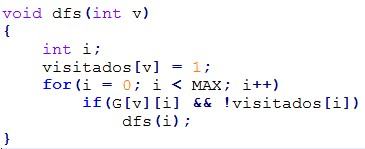 void dfs(int v)
{
    int i;
    visitados[v] = 1;
    for(i = 0; i < MAX; i++)
        if(G[v][i] && !visitados[i])
            dfs(i);
}